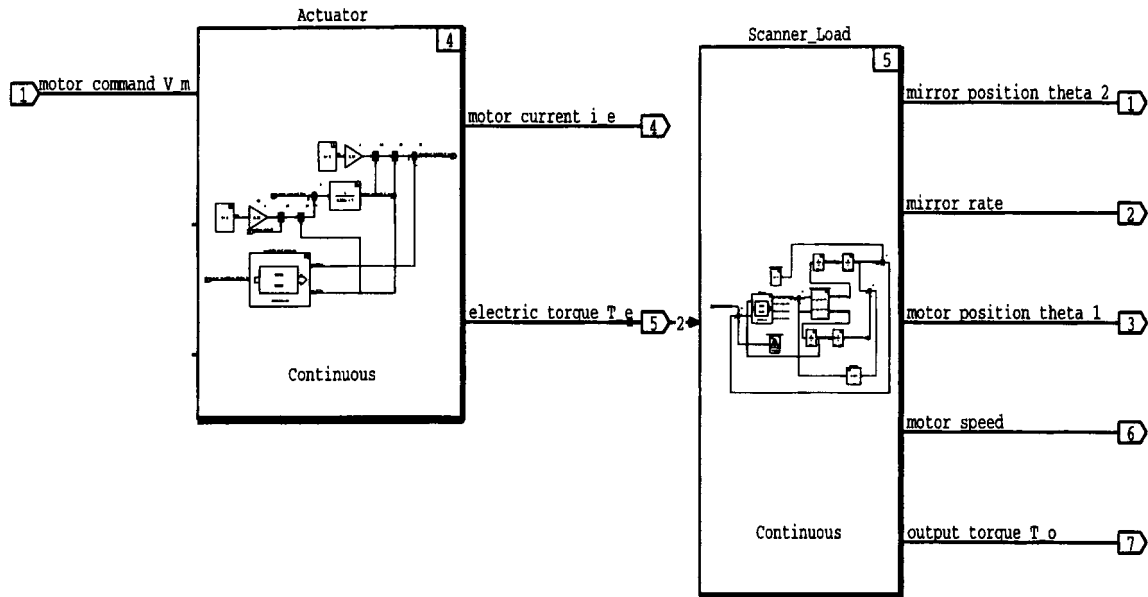 Actuator
4
1 motor command V_m
motor current i_e 4
electric torque T_e 5 2
Continuous
Scanner_Load
5
mirror position theta 2 1
mirror rate 2
motor position theta 1 3
motor speed 6
output torque T_o 7
Continuous